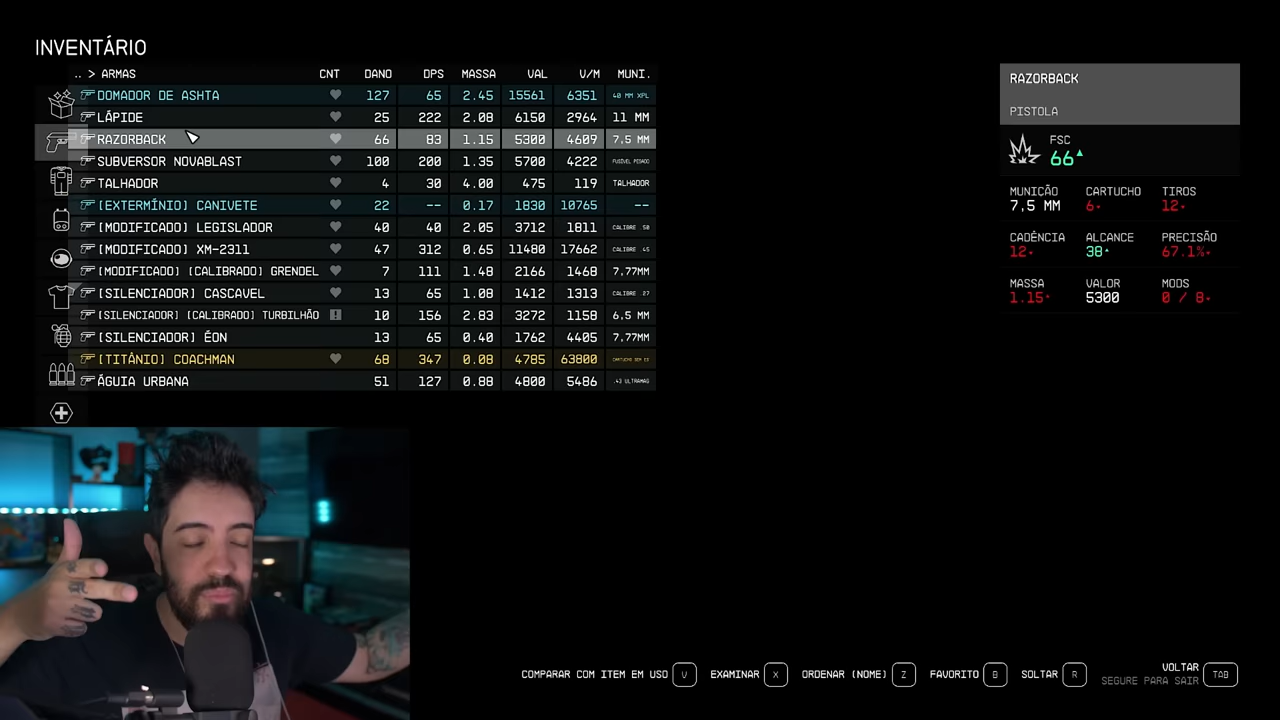 INVENTÁRIO
.. > ARMAS CNT DANO DPS MASSA VAL V/M MUNI.
DOMADOR DE ASHTA 127 65 2.45 15561 6351 40 MM XPL
LÁPIDE 25 222 2.08 6150 2964 11 MM
RAZORBACK 66 83 1.15 5300 4609 7.5 MM
SUBVERSOR NOVABLAST 100 200 1.35 5700 4222 FUSÍVEL PESADO
TALHADOR 4 30 4.00 475 119 TALHADOR
[EXTERMÍNIO] CANIVETE 22 -- 0.17 1830 10765 --
[MODIFICADO] LEGISLADOR 40 40 2.05 3712 1811 CALIBRE .50
[MODIFICADO] XM-2311 47 312 0.65 11480 17662 CALIBRE .45
[MODIFICADO] [CALIBRADO] GRENDEL 7 111 1.48 2166 1468 7.77MM
[SILENCIADOR] CASCAVEL 13 65 1.08 1412 1313 CALIBRE .27
[SILENCIADOR] [CALIBRADO] TURBILHÃO ! 10 156 2.83 3272 1158 6.5 MM
[SILENCIADOR] ÉON 13 65 0.40 1762 4405 7.77MM
[TITÂNIO] COACHMAN 68 347 0.08 4785 63800 CARTUCHO SEM ES
ÁGUIA URBANA 51 127 0.88 4800 5486 .43 ULTRAMAG
RAZORBACK
PISTOLA
FSC
66
MUNIÇÃO CARTUCHO TIROS
7,5 MM 6 12
CADÊNCIA ALCANCE PRECISÃO
12 38 67.1%
MASSA VALOR MODS
1.15 5300 0 / 8
COMPARAR COM ITEM EM USO V EXAMINAR X ORDENAR (NOME) Z FAVORITO B SOLTAR R VOLTAR TAB
SEGURE PARA SAIR